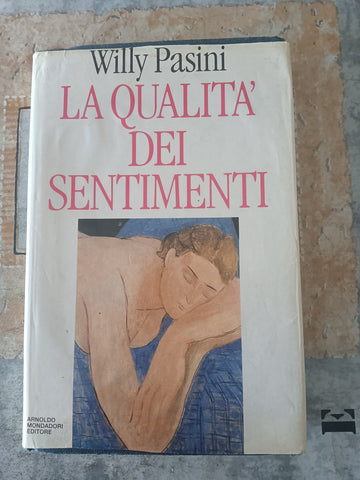 Willy Pasini
LA QUALITA'
DEI
SENTIMENTI
ARNOLDO
MONDADORI
EDITORE